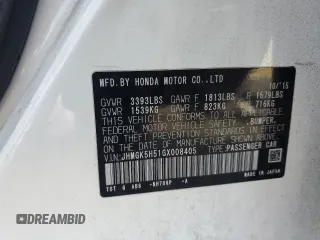 MFD.BY HONDA MOTOR CO.,LTD 10/15
GVWR 3393LBS GAWR F 1813LBS R 1579LBS
GVWR 1539KG GAWR F 823KG R 716KG
THIS VEHICLE CONFORMS TO ALL APPLICABLE
FEDERAL MOTOR VEHICLE SAFETY, BUMPER,
AND THEFT PREVENTION STANDARDS IN EFFECT
ON THE DATE OF MANUFACTURE SHOWN ABOVE.
V.I.N.: JHMGK5H51GX008405 TYPE:PASSENGER CAR
MADE IN JAPAN
©Statcars